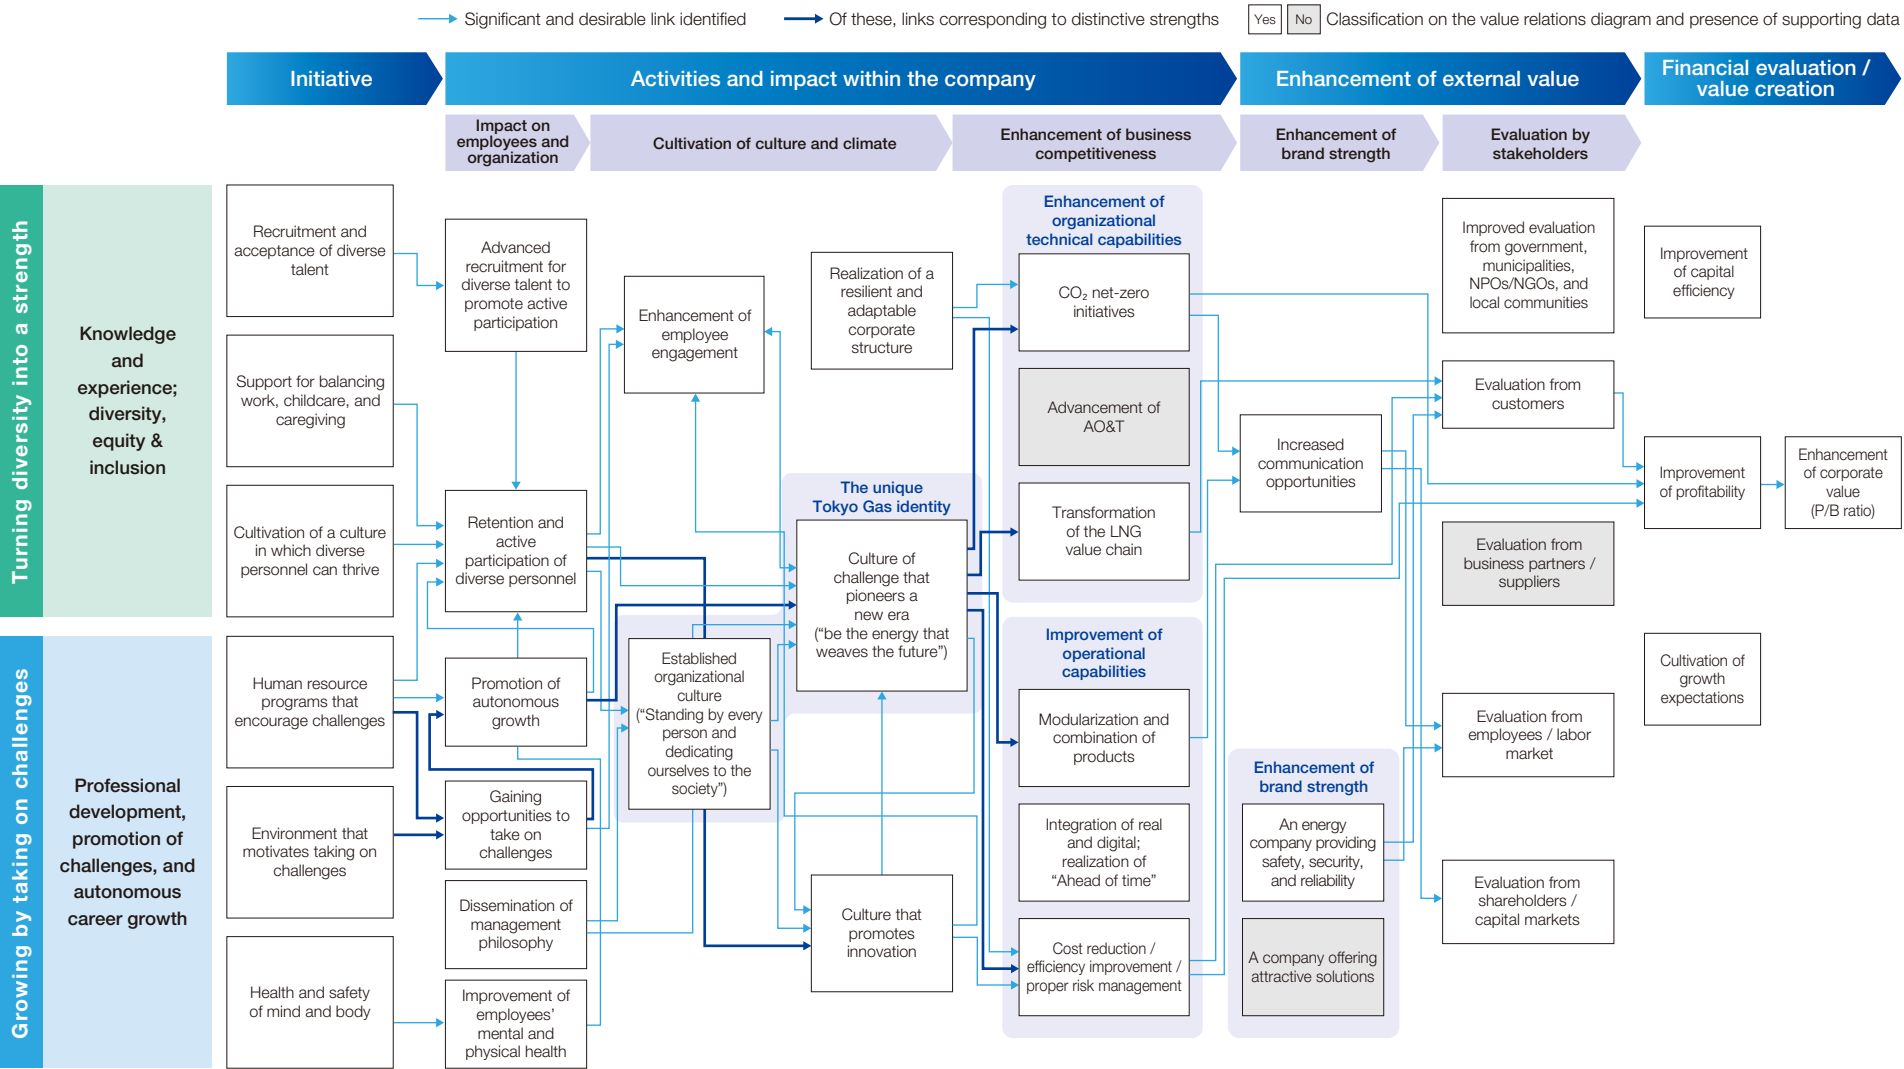 Significant and desirable link identified
Of these, links corresponding to distinctive strengths
Yes
No
Classification on the value relations diagram and presence of supporting data
Initiative
Activities and impact within the company
Enhancement of external value
Financial evaluation /
value creation
Impact on
employees and
organization
Cultivation of culture and climate
Enhancement of business
competitiveness
Enhancement of
brand strength
Evaluation by
stakeholders
Turning diversity into a strength
Knowledge
and
experience;
diversity,
equity &
inclusion
Growing by taking on challenges
Professional
development,
promotion of
challenges, and
autonomous
career growth
Recruitment and
acceptance of diverse
talent
Support for balancing
work, childcare, and
caregiving
Cultivation of a culture
in which diverse
personnel can thrive
Human resource
programs that
encourage challenges
Environment that
motivates taking on
challenges
Health and safety
of mind and body
Advanced
recruitment for
diverse talent to
promote active
participation
Retention and
active
participation of
diverse personnel
Promotion of
autonomous
growth
Gaining
opportunities to
take on
challenges
Dissemination of
management
philosophy
Improvement of
employees’
mental and
physical health
Enhancement of
employee
engagement
Established
organizational
culture
(“Standing by every
person and
dedicating
ourselves to the
society”)
Realization of a
resilient and
adaptable
corporate
structure
The unique
Tokyo Gas identity
Culture of
challenge that
pioneers a
new era
(“be the energy that
weaves the future”)
Culture that
promotes
innovation
Enhancement of
organizational
technical capabilities
CO₂ net-zero
initiatives
Advancement of
AO&T
Transformation
of the LNG
value chain
Improvement of
operational
capabilities
Modularization and
combination of
products
Integration of real
and digital;
realization of
“Ahead of time”
Cost reduction /
efficiency improvement /
proper risk management
Increased
communication
opportunities
Enhancement of
brand strength
An energy
company providing
safety, security,
and reliability
A company offering
attractive solutions
Improved evaluation
from government,
municipalities,
NPOs/NGOs, and
local communities
Evaluation from
customers
Evaluation from
business partners /
suppliers
Evaluation from
employees / labor
market
Evaluation from
shareholders /
capital markets
Improvement
of capital
efficiency
Improvement
of profitability
Cultivation of
growth
expectations
Enhancement
of corporate
value
(P/B ratio)